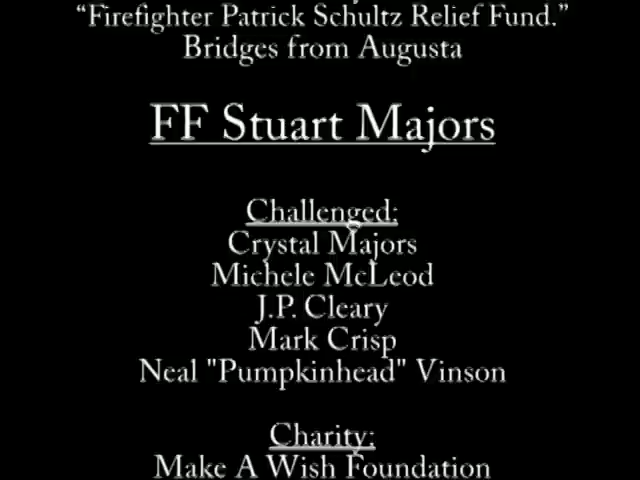 “Firefighter Patrick Schultz Relief Fund.”
Bridges from Augusta
FF Stuart Majors
Challenged:
Crystal Majors
Michele McLeod
J.P. Cleary
Mark Crisp
Neal "Pumpkinhead" Vinson
Charity:
Make A Wish Foundation